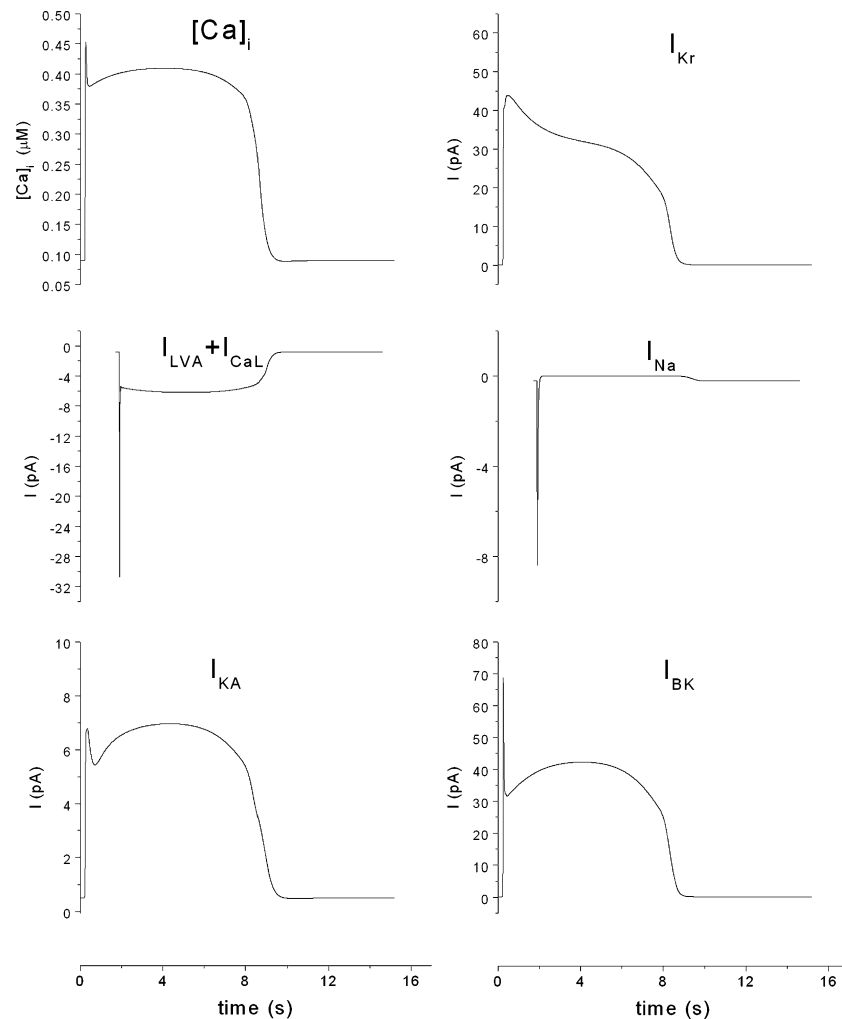 [Ca]i
0.50
0.45
0.40
0.35
0.30
0.25
0.20
0.15
0.10
0.05
[Ca]i (μM)
IKr
60
50
40
30
20
10
0
I (pA)
ILVA+ICaL
0
-4
-8
-12
-16
-20
-24
-28
-32
I (pA)
INa
0
-4
-8
I (pA)
IKA
10
8
6
4
2
0
I (pA)
IBK
80
70
60
50
40
30
20
10
0
I (pA)
0 4 8 12 16
time (s)
0 4 8 12 16
time (s)